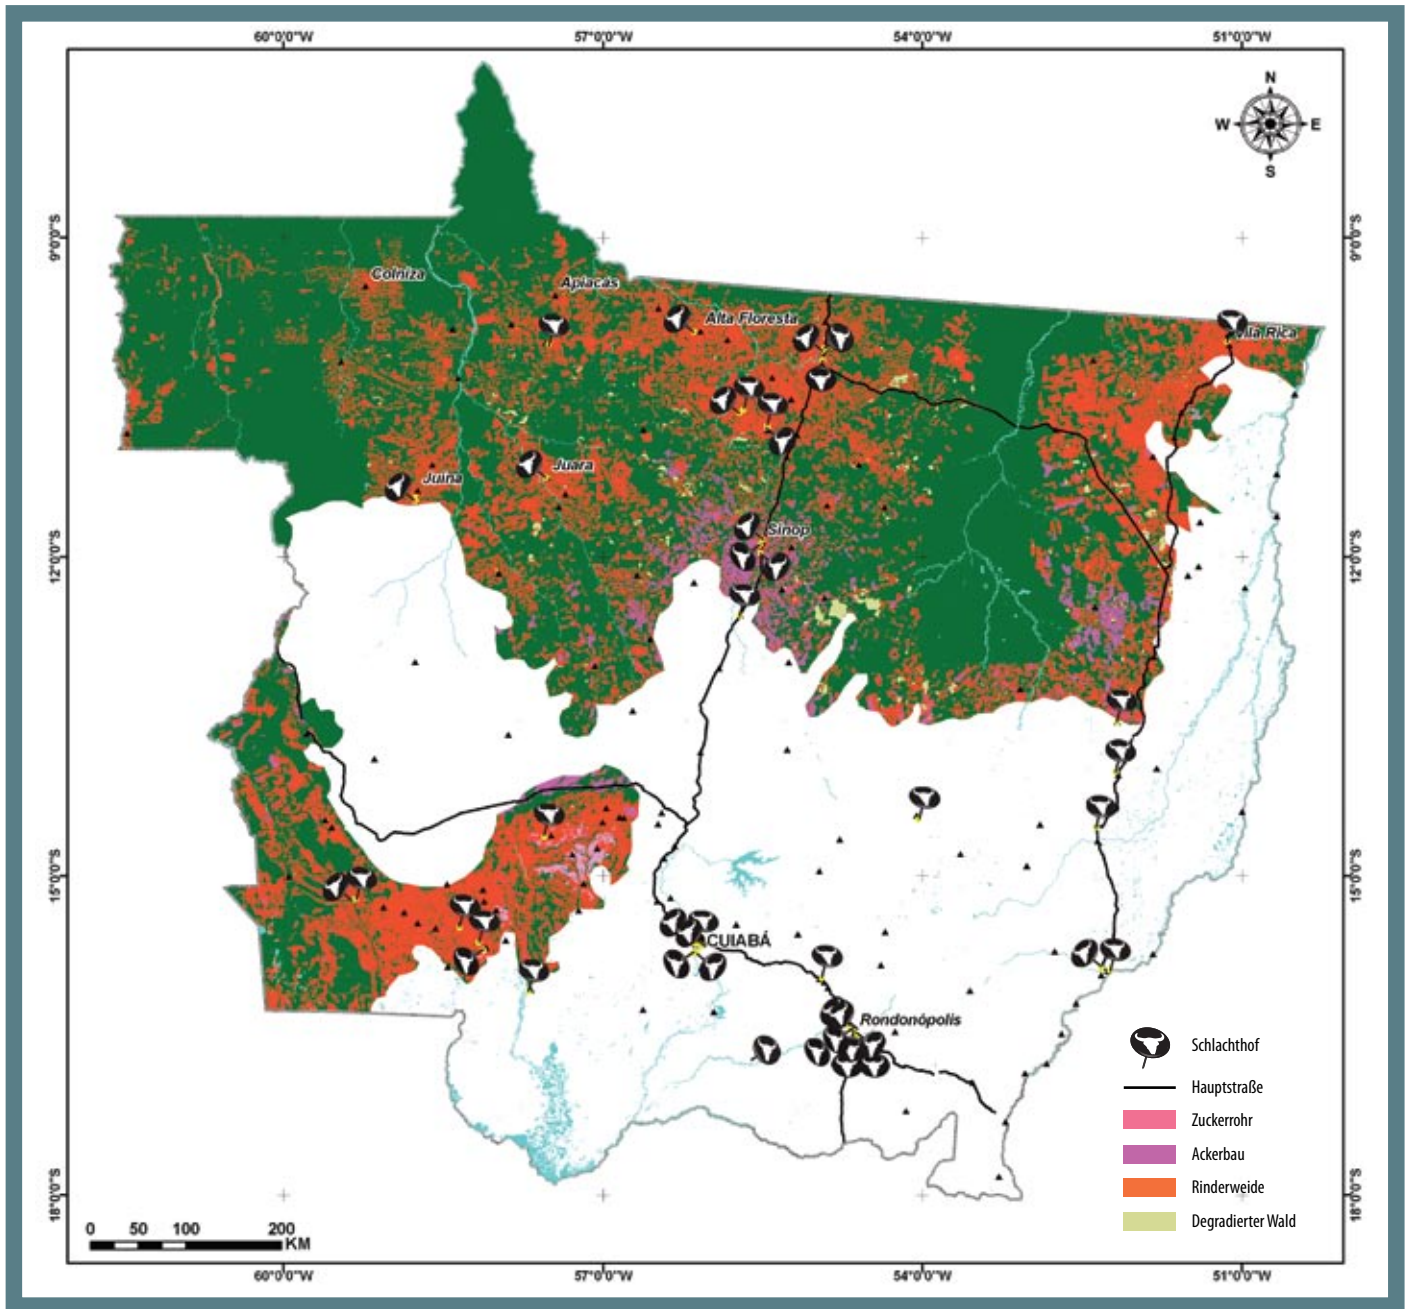 60°0'0"W 57°0'0"W 54°0'0"W 51°0'0"W
N
W E
S
9°0'0"S 9°0'0"S
Colniza
Apiacás
Alta Floresta
Vila Rica
Juara
Juina
Sinop
12°0'0"S 12°0'0"S
15°0'0"S 15°0'0"S
CUIABÁ
Rondonópolis
Schlachthof
Hauptstraße
Zuckerrohr
Ackerbau
Rinderweide
Degradierter Wald
18°0'0"S 18°0'0"S
0 50 100 200
KM
60°0'0"W 57°0'0"W 54°0'0"W 51°0'0"W